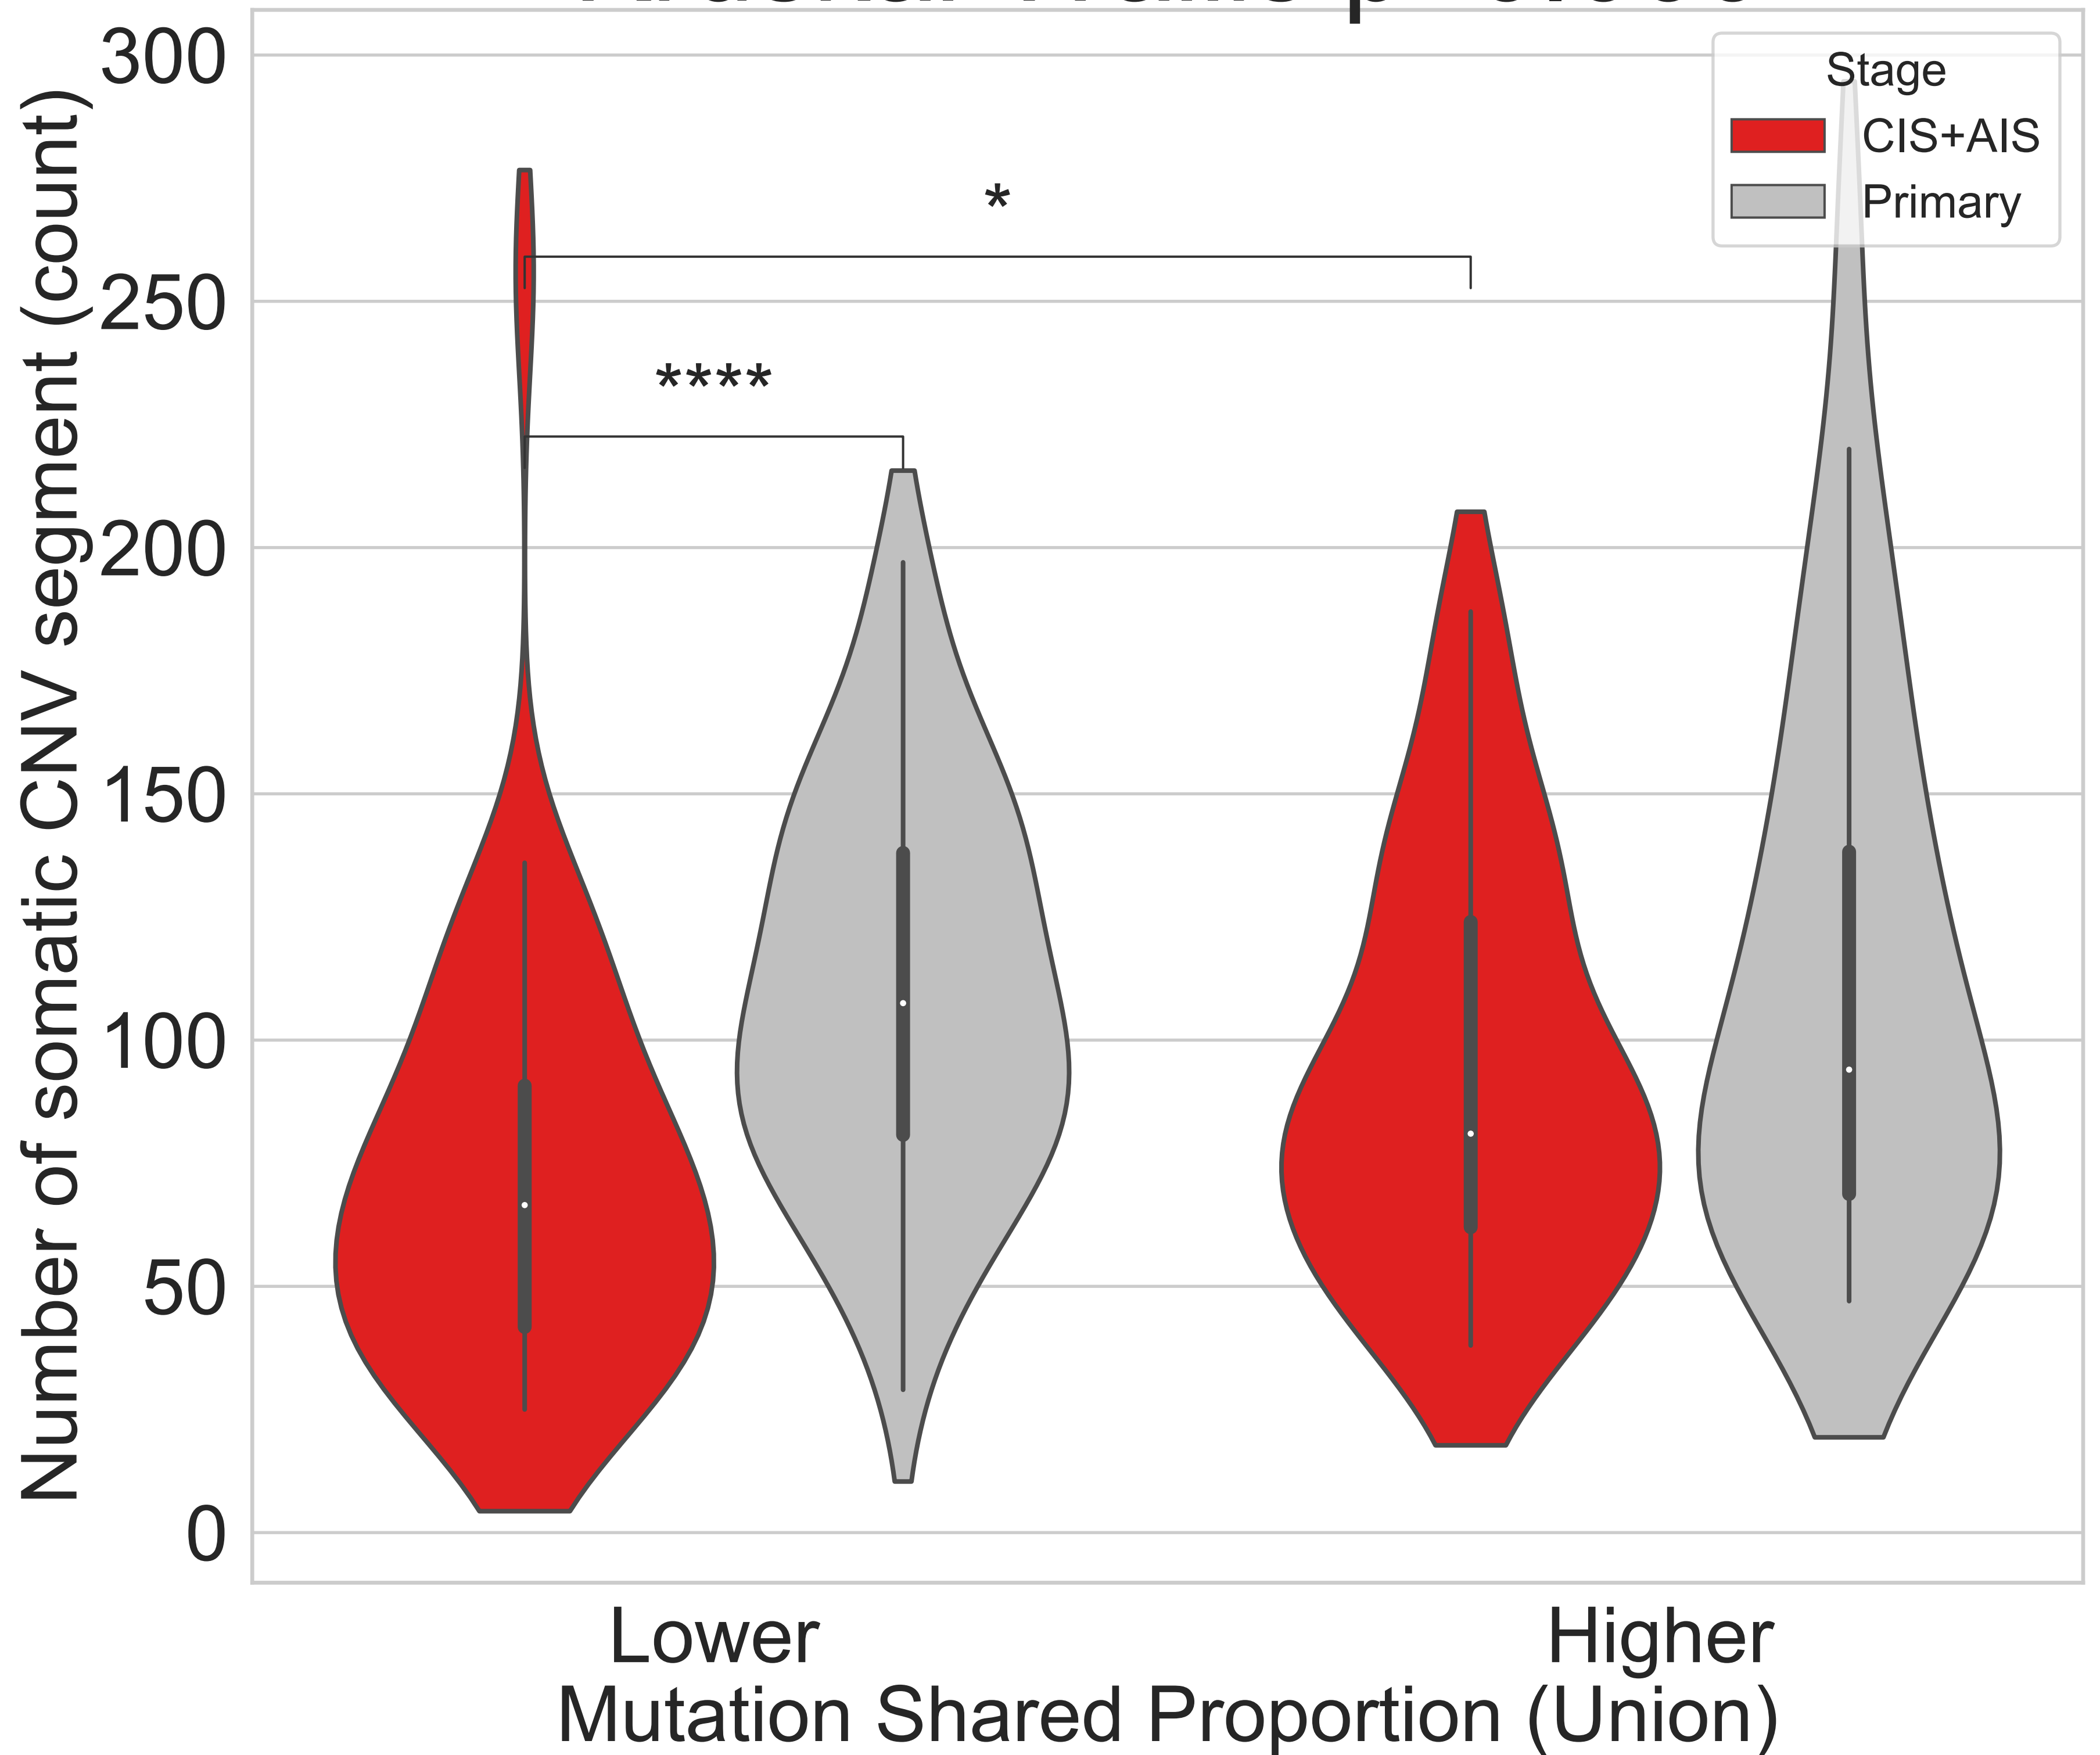 300
250
200
150
100
50
0
Number of somatic CNV segment (count)
*
****
Stage
CIS+AIS
Primary
Lower
Higher
Mutation Shared Proportion (Union)